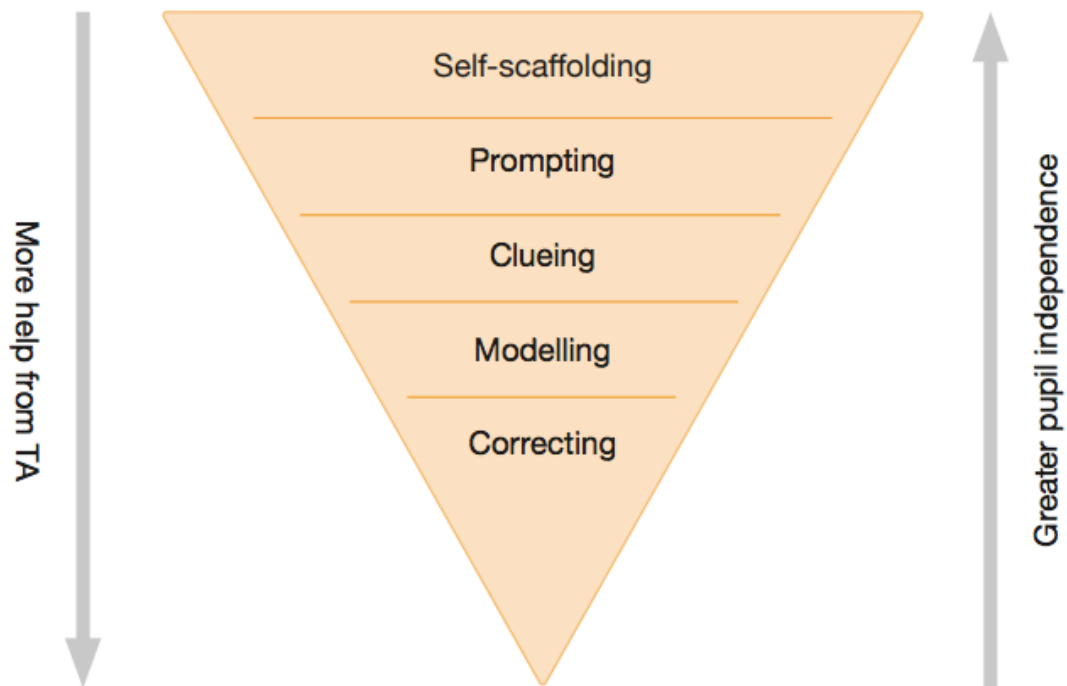 Self-scaffolding
Prompting
Clueing
Modelling
Correcting
More help from TA
Greater pupil independence